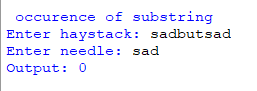 occurence of substring
Enter haystack: sadbutsad
Enter needle: sad
Output: 0